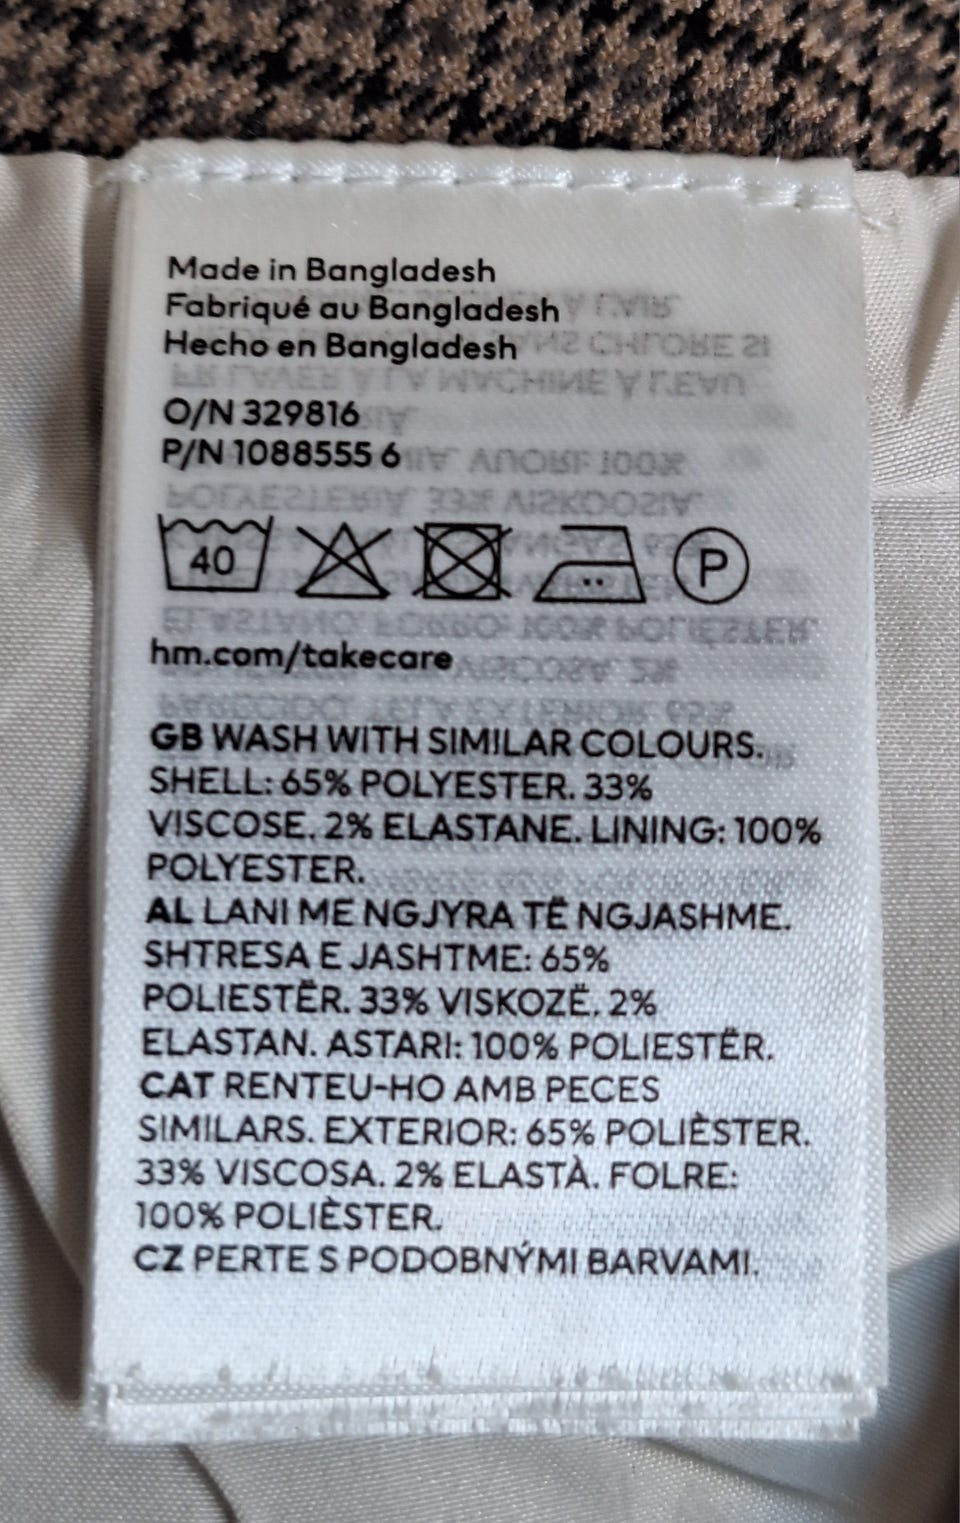 Made in Bangladesh
Fabriqué au Bangladesh
Hecho en Bangladesh
O/N 329816
P/N 1088555 6
40 P
hm.com/takecare
GB WASH WITH SIMILAR COLOURS.
SHELL: 65% POLYESTER. 33%
VISCOSE. 2% ELASTANE. LINING: 100%
POLYESTER.
AL LANI ME NGJYRA TË NGJASHME.
SHTRESA E JASHTME: 65%
POLIESTËR. 33% VISKOZË. 2%
ELASTAN. ASTARI: 100% POLIESTËR.
CAT RENTEU-HO AMB PECES
SIMILARS. EXTERIOR: 65% POLIÈSTER.
33% VISCOSA. 2% ELASTÀ. FOLRE:
100% POLIÈSTER.
CZ PERTE S PODOBNÝMI BARVAMI.